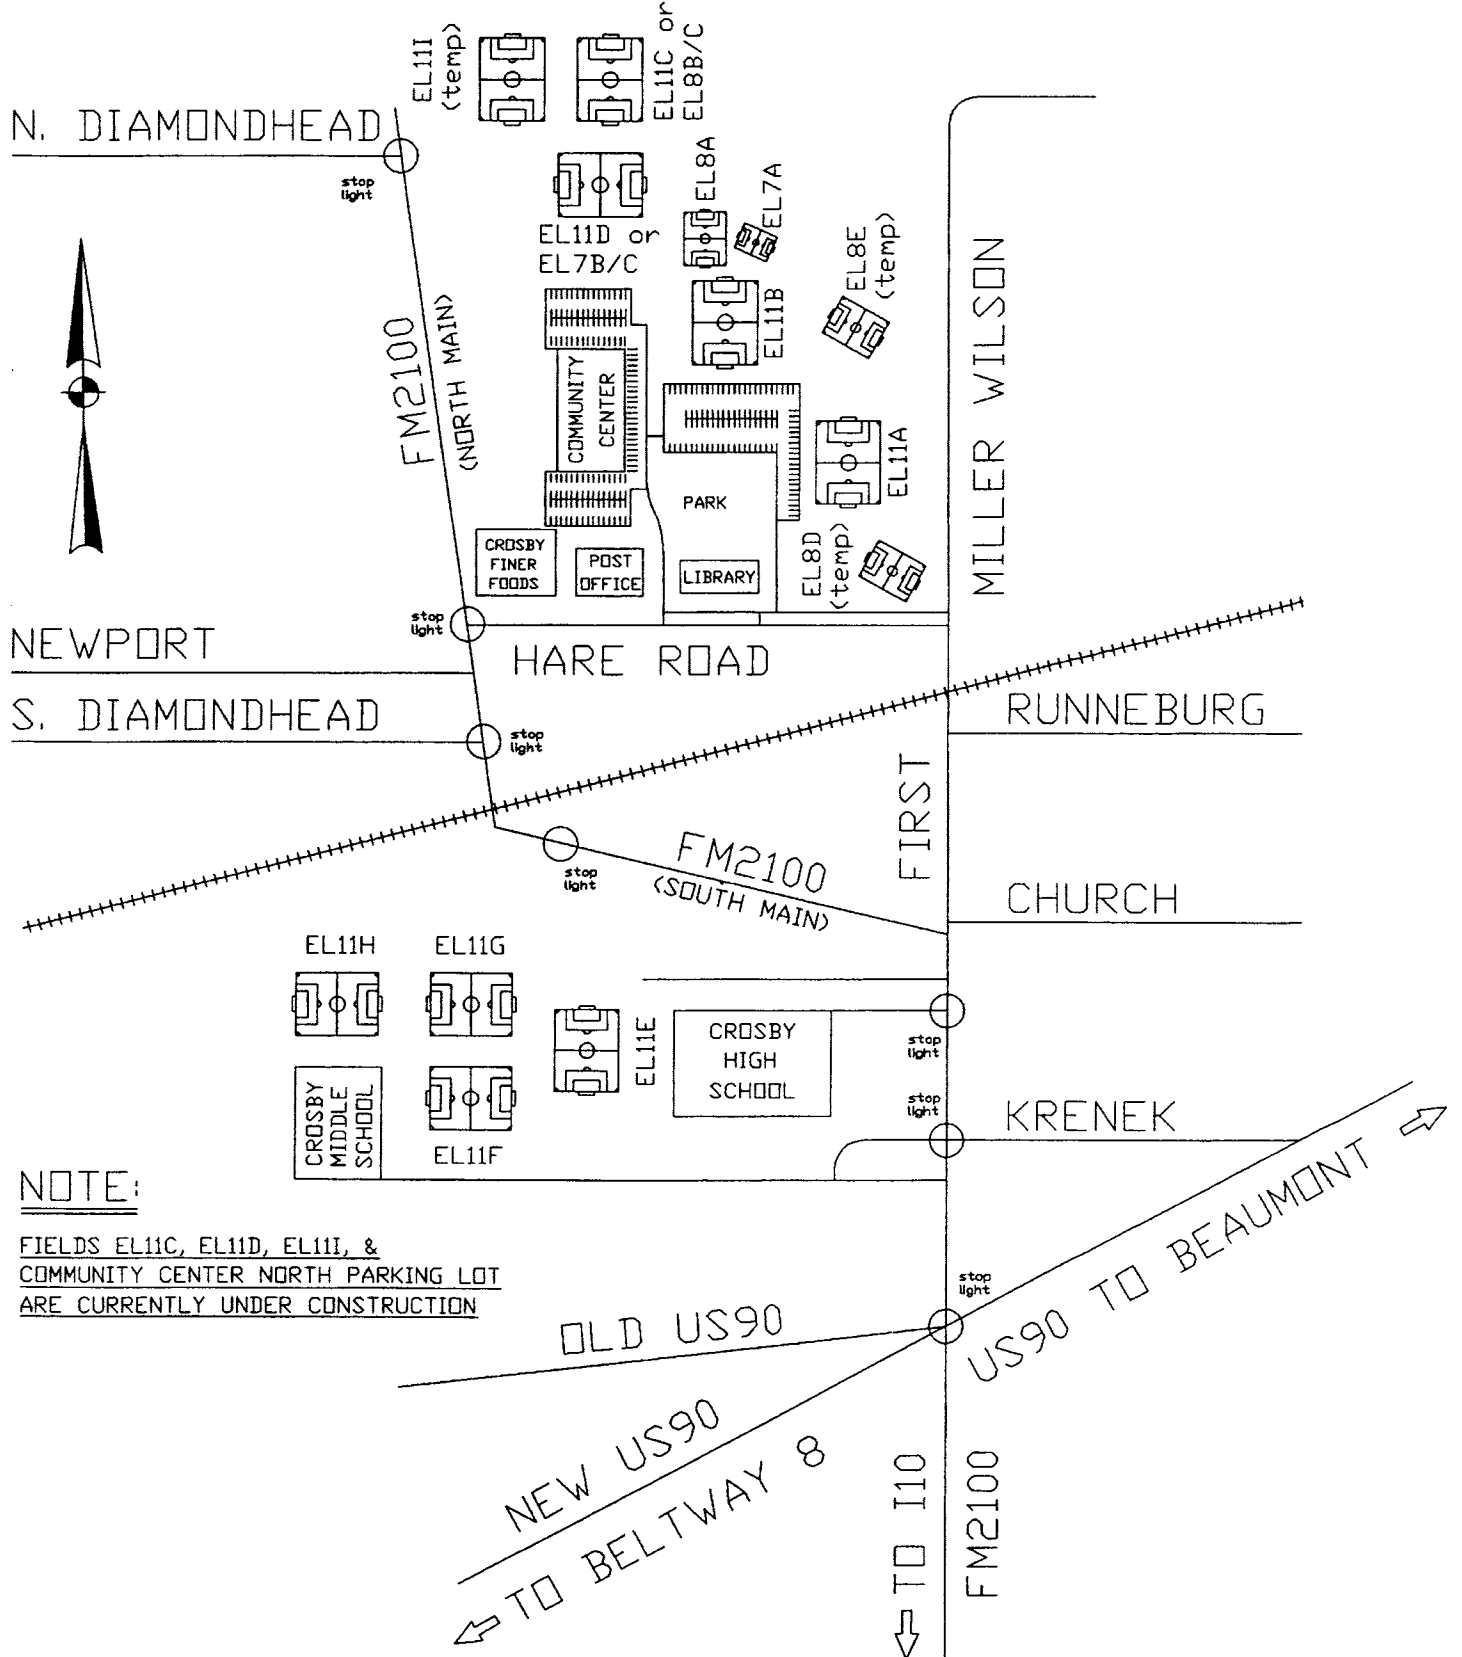 EL11I
(temp)
EL11C or
EL8B/C
N. DIAMONDHEAD
stop
light
EL8A
EL7A
EL11D or
EL7B/C
EL8E
(temp)
EL11B
FM2100
(NORTH MAIN)
COMMUNITY
CENTER
MILLER WILSON
EL11A
PARK
CROSBY
FINER
FOODS
POST
OFFICE
LIBRARY
EL8D
(temp)
stop
light
NEWPORT
HARE ROAD
S. DIAMONDHEAD
stop
light
RUNNEBURG
FIRST
FM2100
(SOUTH MAIN)
stop
light
CHURCH
EL11H
EL11G
EL11E
CROSBY
HIGH
SCHOOL
stop
light
stop
light
KRENEK
CROSBY
MIDDLE
SCHOOL
EL11F
NOTE:
FIELDS EL11C, EL11D, EL11I, &
COMMUNITY CENTER NORTH PARKING LOT
ARE CURRENTLY UNDER CONSTRUCTION
stop
light
OLD US90
US90 TO BEAUMONT
NEW US90
TO BELTWAY 8
TO I10
FM2100